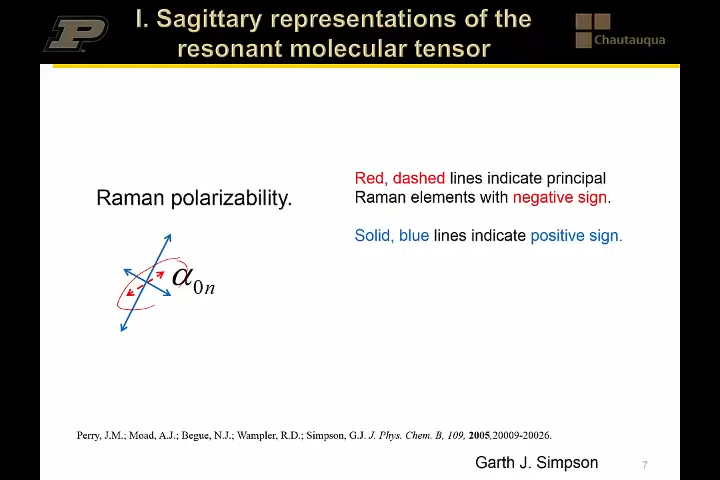 I. Sagittary representations of the
resonant molecular tensor
P
Chautauqua
Red, dashed lines indicate principal
Raman elements with negative sign.
Raman polarizability.
Solid, blue lines indicate positive sign.
α0n
Perry, J.M.; Moad, A.J.; Begue, N.J.; Wampler, R.D.; Simpson, G.J. J. Phys. Chem. B, 109, 2005,20009-20026.
Garth J. Simpson
7